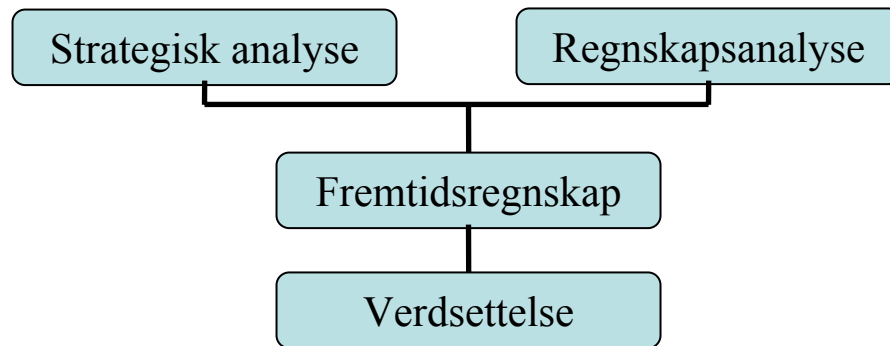 Strategisk analyse
Regnskapsanalyse
Fremtidsregnskap
Verdsettelse